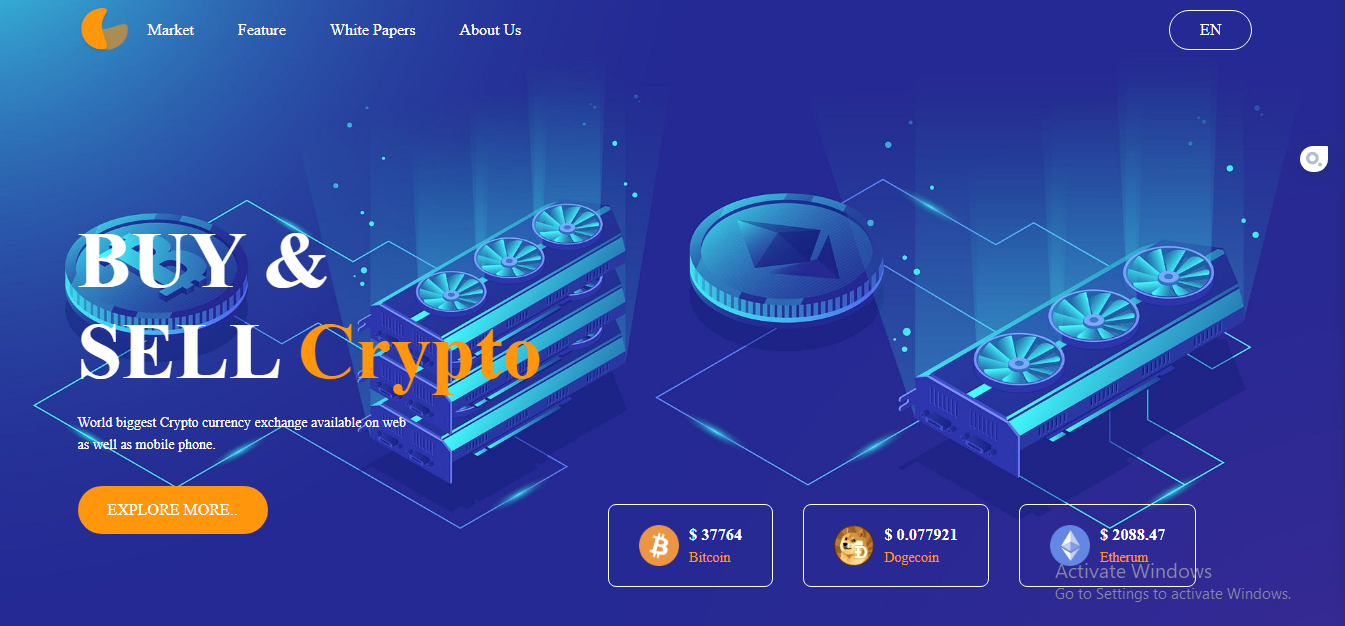 Market Feature White Papers About Us EN
BUY &
SELL Crypto
World biggest Crypto currency exchange available on web
as well as mobile phone.
EXPLORE MORE..
$ 37764 $ 0.077921 $ 2088.47
Bitcoin Dogecoin Etherum
Activate Windows
Go to Settings to activate Windows.